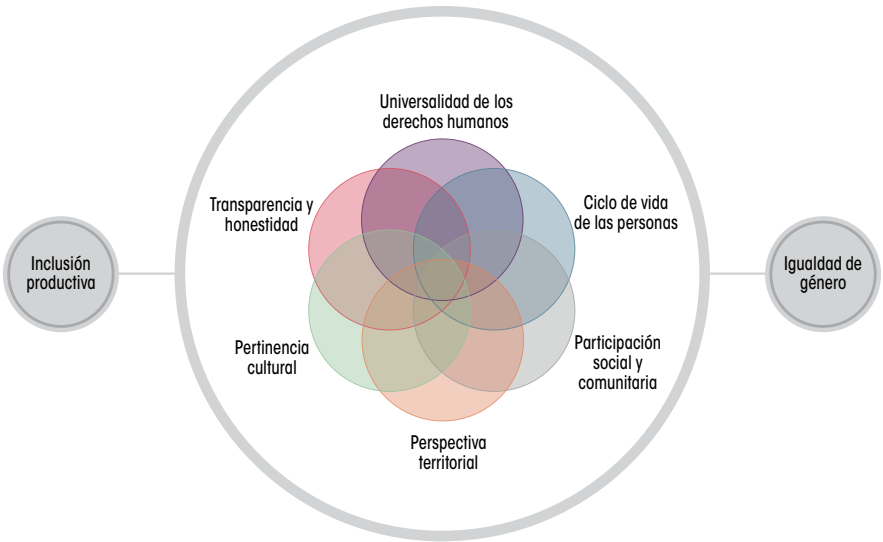 Universalidad de los
derechos humanos
Transparencia y
honestidad
Ciclo de vida
de las personas
Inclusión
productiva
Igualdad de
género
Pertinencia
cultural
Participación
social y
comunitaria
Perspectiva
territorial